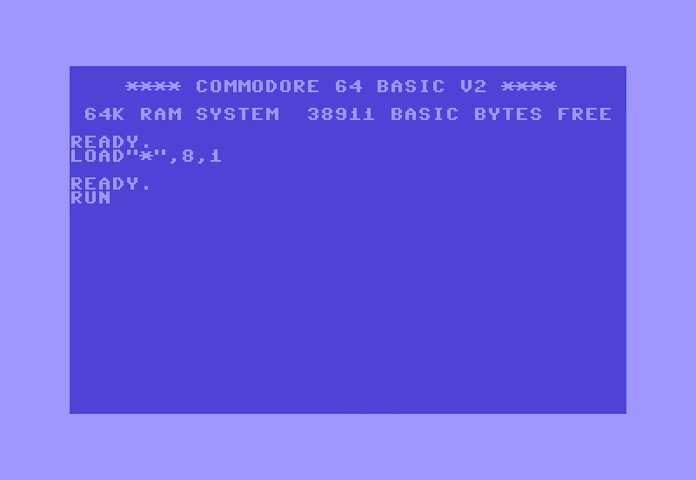 **** COMMODORE 64 BASIC V2 ****
64K RAM SYSTEM  38911 BASIC BYTES FREE
READY.
LOAD"*",8,1
READY.
RUN